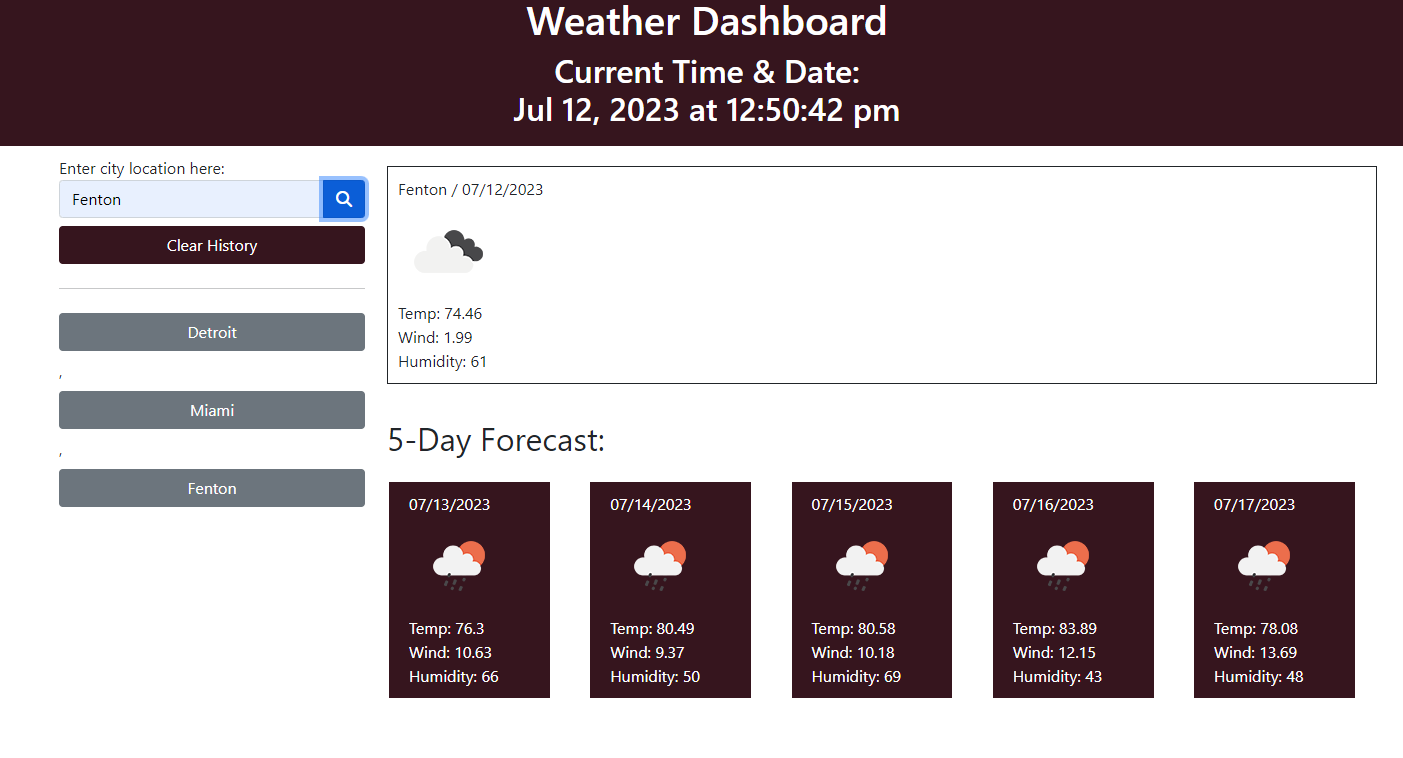 Weather Dashboard
Current Time & Date:
Jul 12, 2023 at 12:50:42 pm
Enter city location here:
Fenton
Clear History
Detroit
,
Miami
,
Fenton
Fenton / 07/12/2023
Temp: 74.46
Wind: 1.99
Humidity: 61
5-Day Forecast:
07/13/2023
Temp: 76.3
Wind: 10.63
Humidity: 66
07/14/2023
Temp: 80.49
Wind: 9.37
Humidity: 50
07/15/2023
Temp: 80.58
Wind: 10.18
Humidity: 69
07/16/2023
Temp: 83.89
Wind: 12.15
Humidity: 43
07/17/2023
Temp: 78.08
Wind: 13.69
Humidity: 48